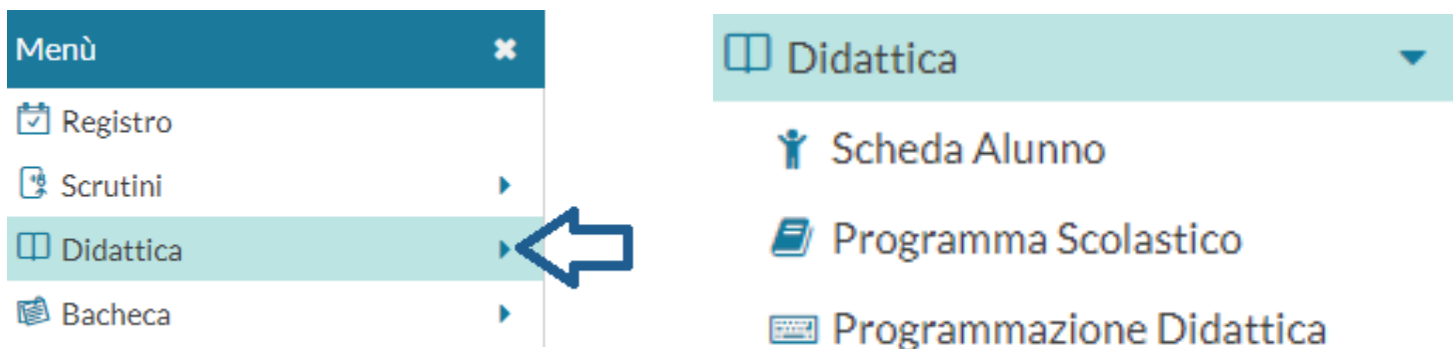 Menù
Registro
Scrutini
Didattica
Bacheca
Didattica
Scheda Alunno
Programma Scolastico
Programmazione Didattica